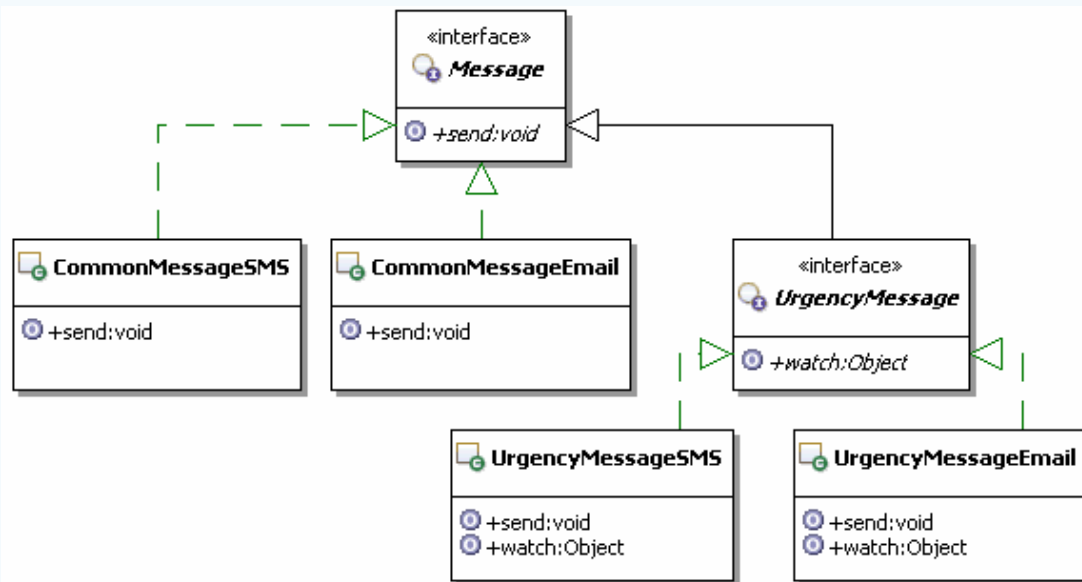 «interface»
Message
+send:void
CommonMessageSMS
+send:void
CommonMessageEmail
+send:void
«interface»
UrgencyMessage
+watch:Object
UrgencyMessageSMS
+send:void
+watch:Object
UrgencyMessageEmail
+send:void
+watch:Object